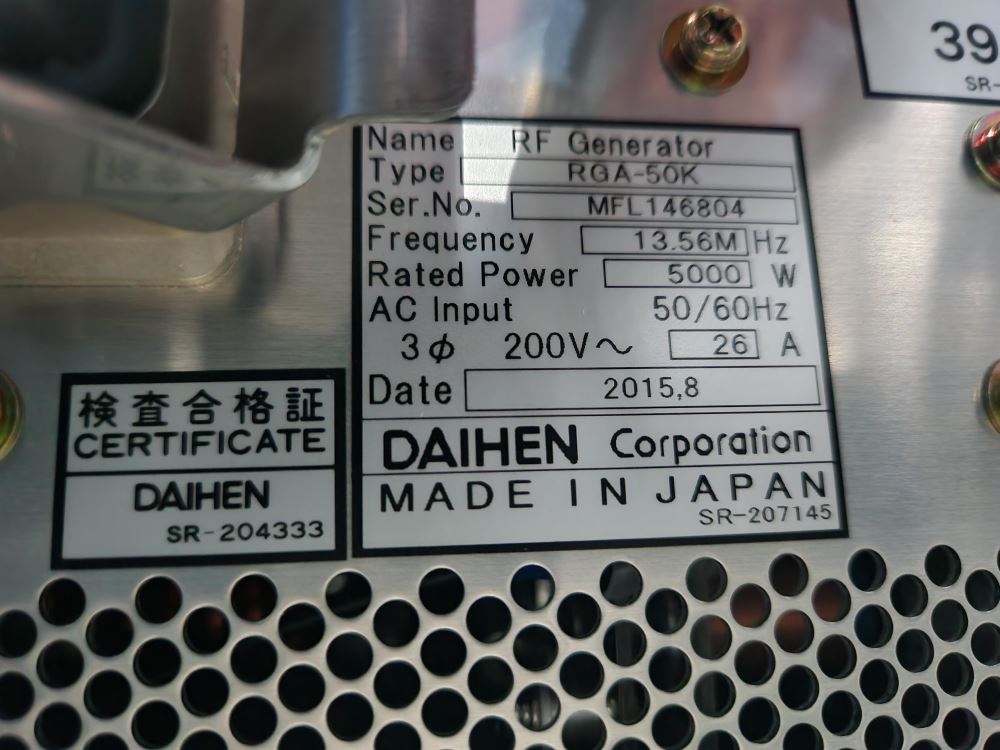 39
SR-
Name RF Generator
Type RGA-50K
Ser.No. MFL146804
Frequency 13.56M Hz
Rated Power 5000 W
AC Input 50/60Hz
3φ 200V～ 26 A
Date 2015,8
DAIHEN Corporation
MADE IN JAPAN
SR-207145
検査合格証
CERTIFICATE
DAIHEN
SR-204333